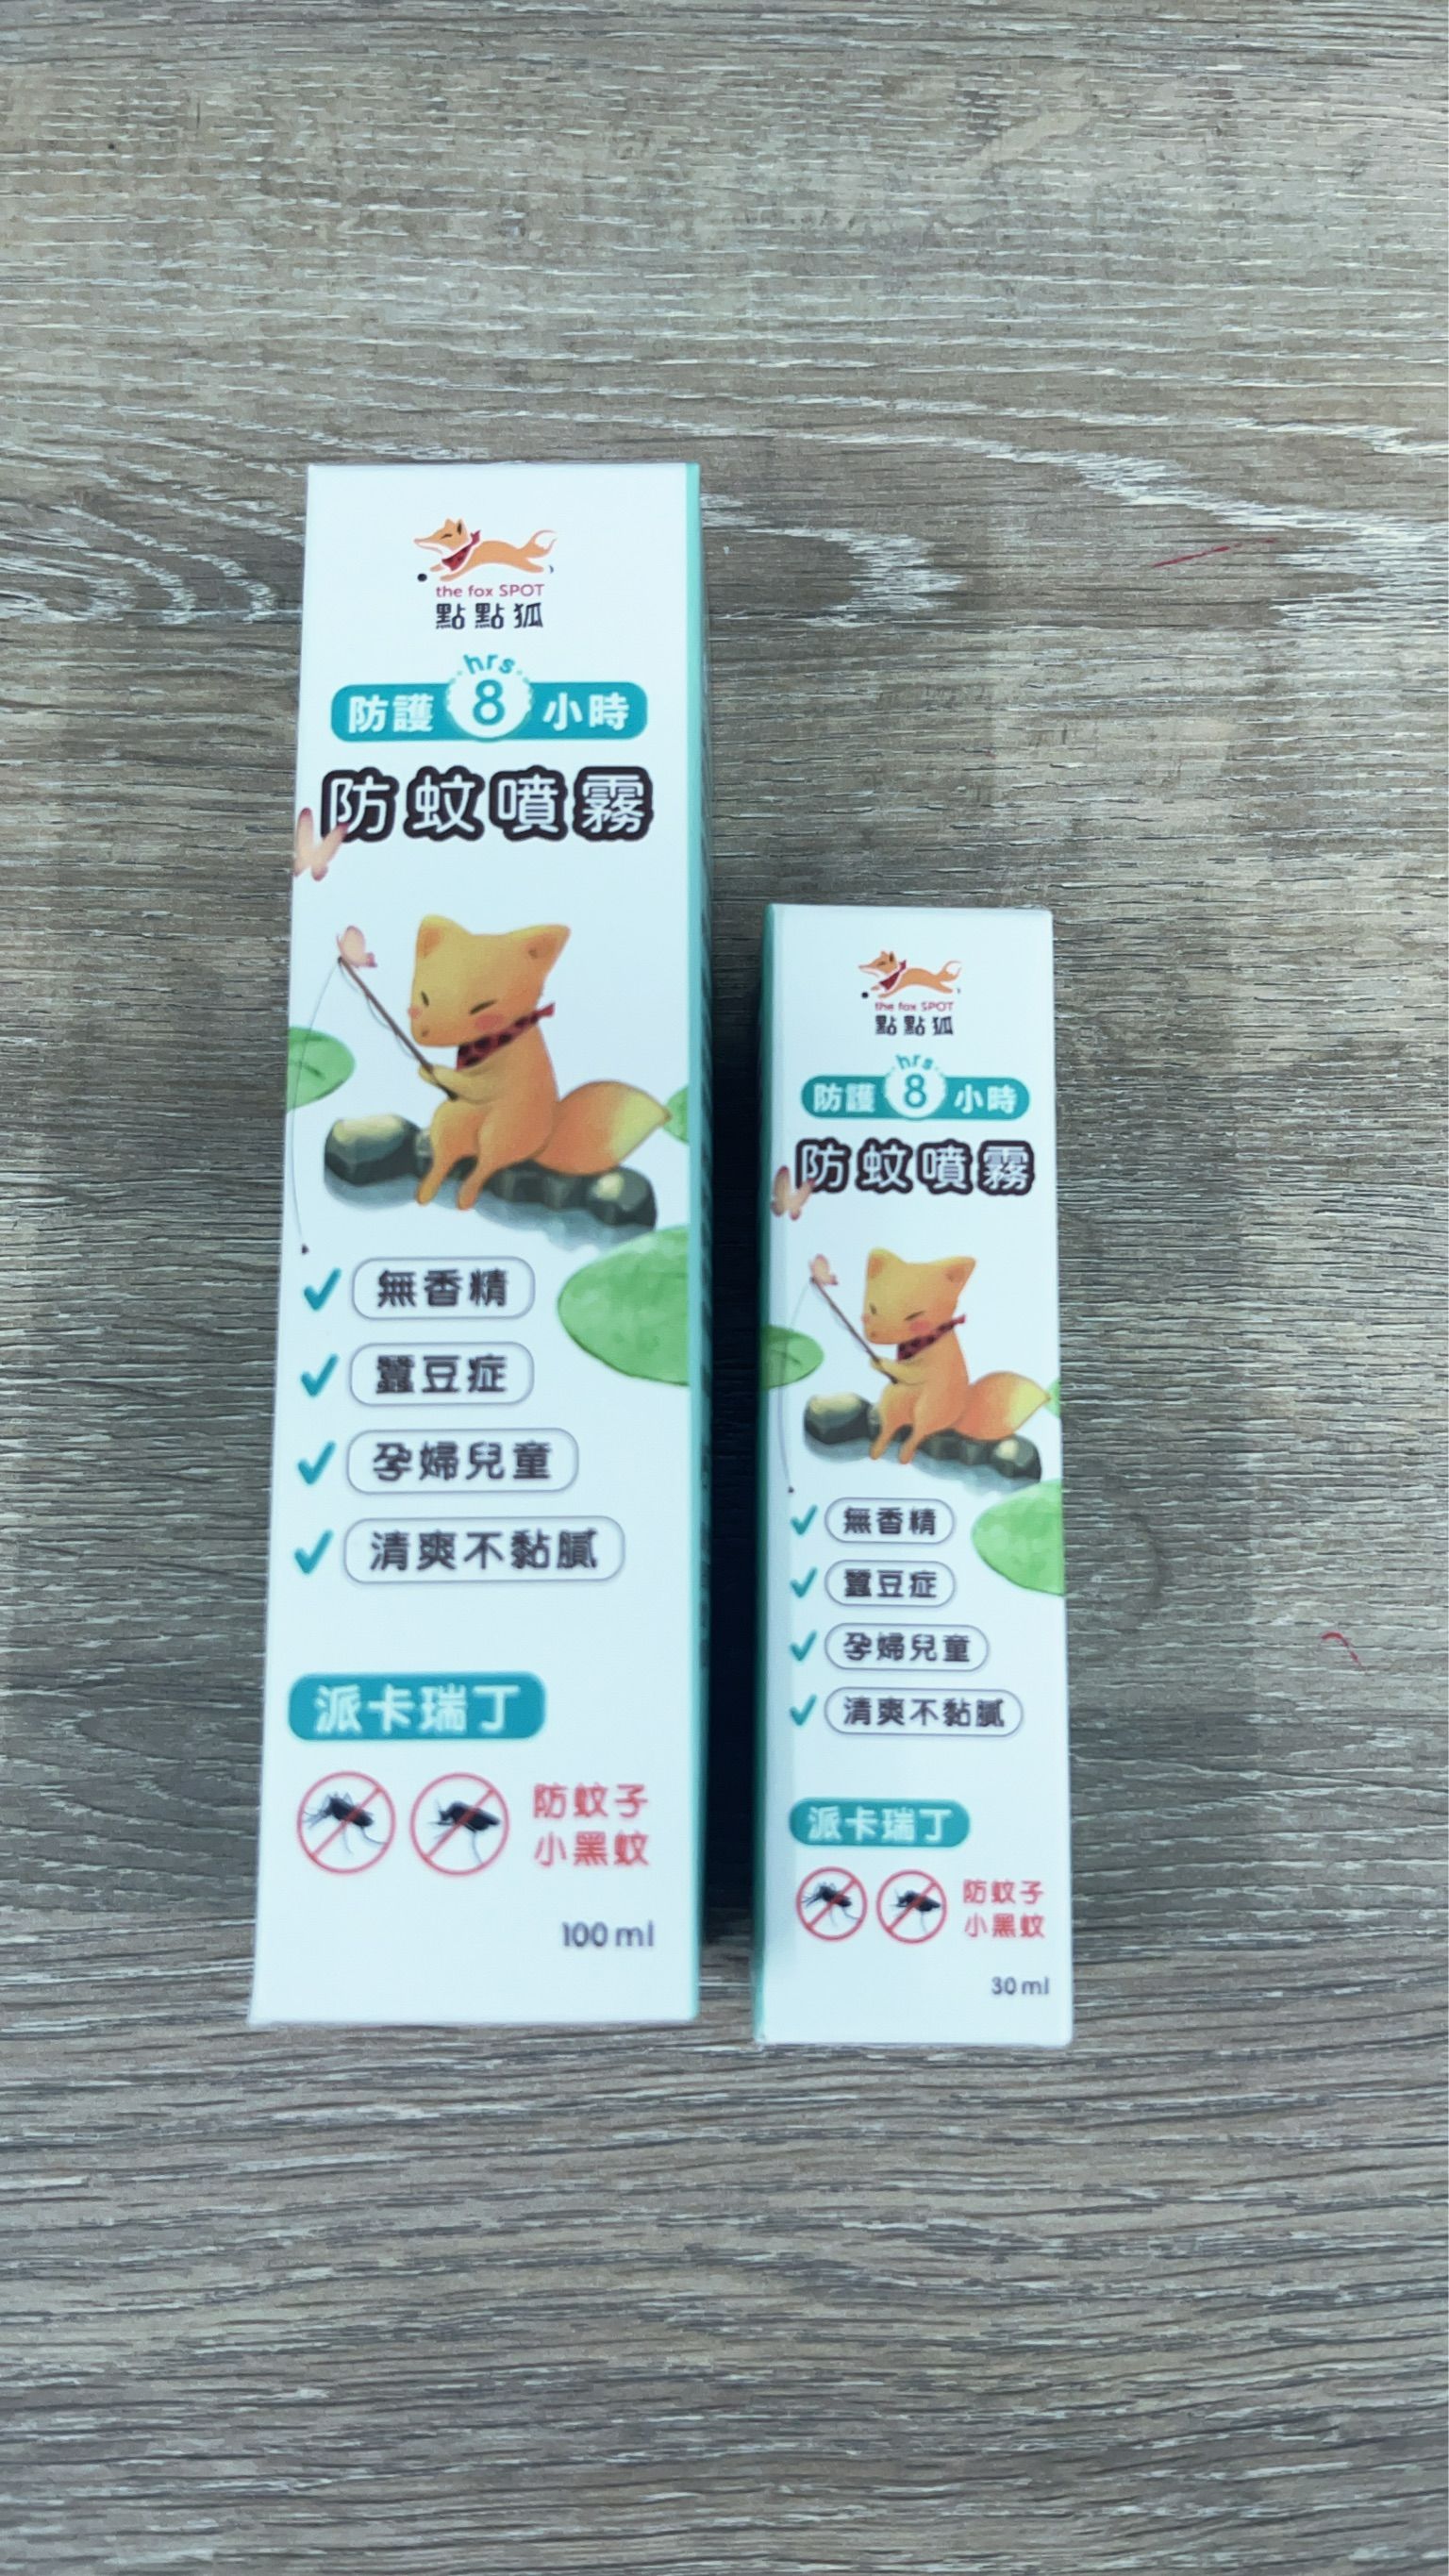 the fox SPOT
點點狐
hrs
防護 8 小時
防蚊噴霧
無香精
蠶豆症
孕婦兒童
清爽不黏膩
派卡瑞丁
防蚊子
小黑蚊
100 ml
the fox SPOT
點點狐
hrs
防護 8 小時
防蚊噴霧
無香精
蠶豆症
孕婦兒童
清爽不黏膩
派卡瑞丁
防蚊子
小黑蚊
30 ml